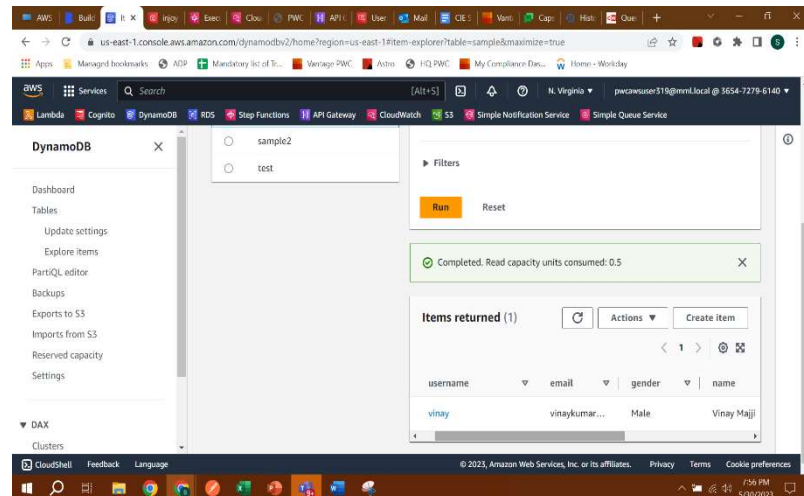 AWS
Build
It X
injoy
Exec
Clou
PWC
API C
User
Mail
CIE S
Vant
Caps
Hist
Que
us-east-1.console.aws.amazon.com/dynamodbv2/home?region=us-east-1#item-explorer?table=sample&maximize=true
Apps Managed bookmarks ADP Mandatory list of Tr... Vantage PWC Astro HQ PWC My Compliance Das... Home - Workday
aws Services Search [Alt+S] N. Virginia ▼ pwcawsuser319@mml.local @ 3654-7279-6140 ▼
Lambda Cognito DynamoDB RDS Step Functions API Gateway CloudWatch S3 Simple Notification Service Simple Queue Service
DynamoDB
Dashboard
Tables
Update settings
Explore items
PartiQL editor
Backups
Exports to S3
Imports from S3
Reserved capacity
Settings
DAX
Clusters
sample2
test
Filters
Run Reset
Completed. Read capacity units consumed: 0.5
Items returned (1) Actions ▼ Create item
1
username email gender name
vinay vinaykumar... Male Vinay Majji
CloudShell Feedback Language © 2023, Amazon Web Services, Inc. or its affiliates. Privacy Terms Cookie preferences
7:56 PM
5/30/2023